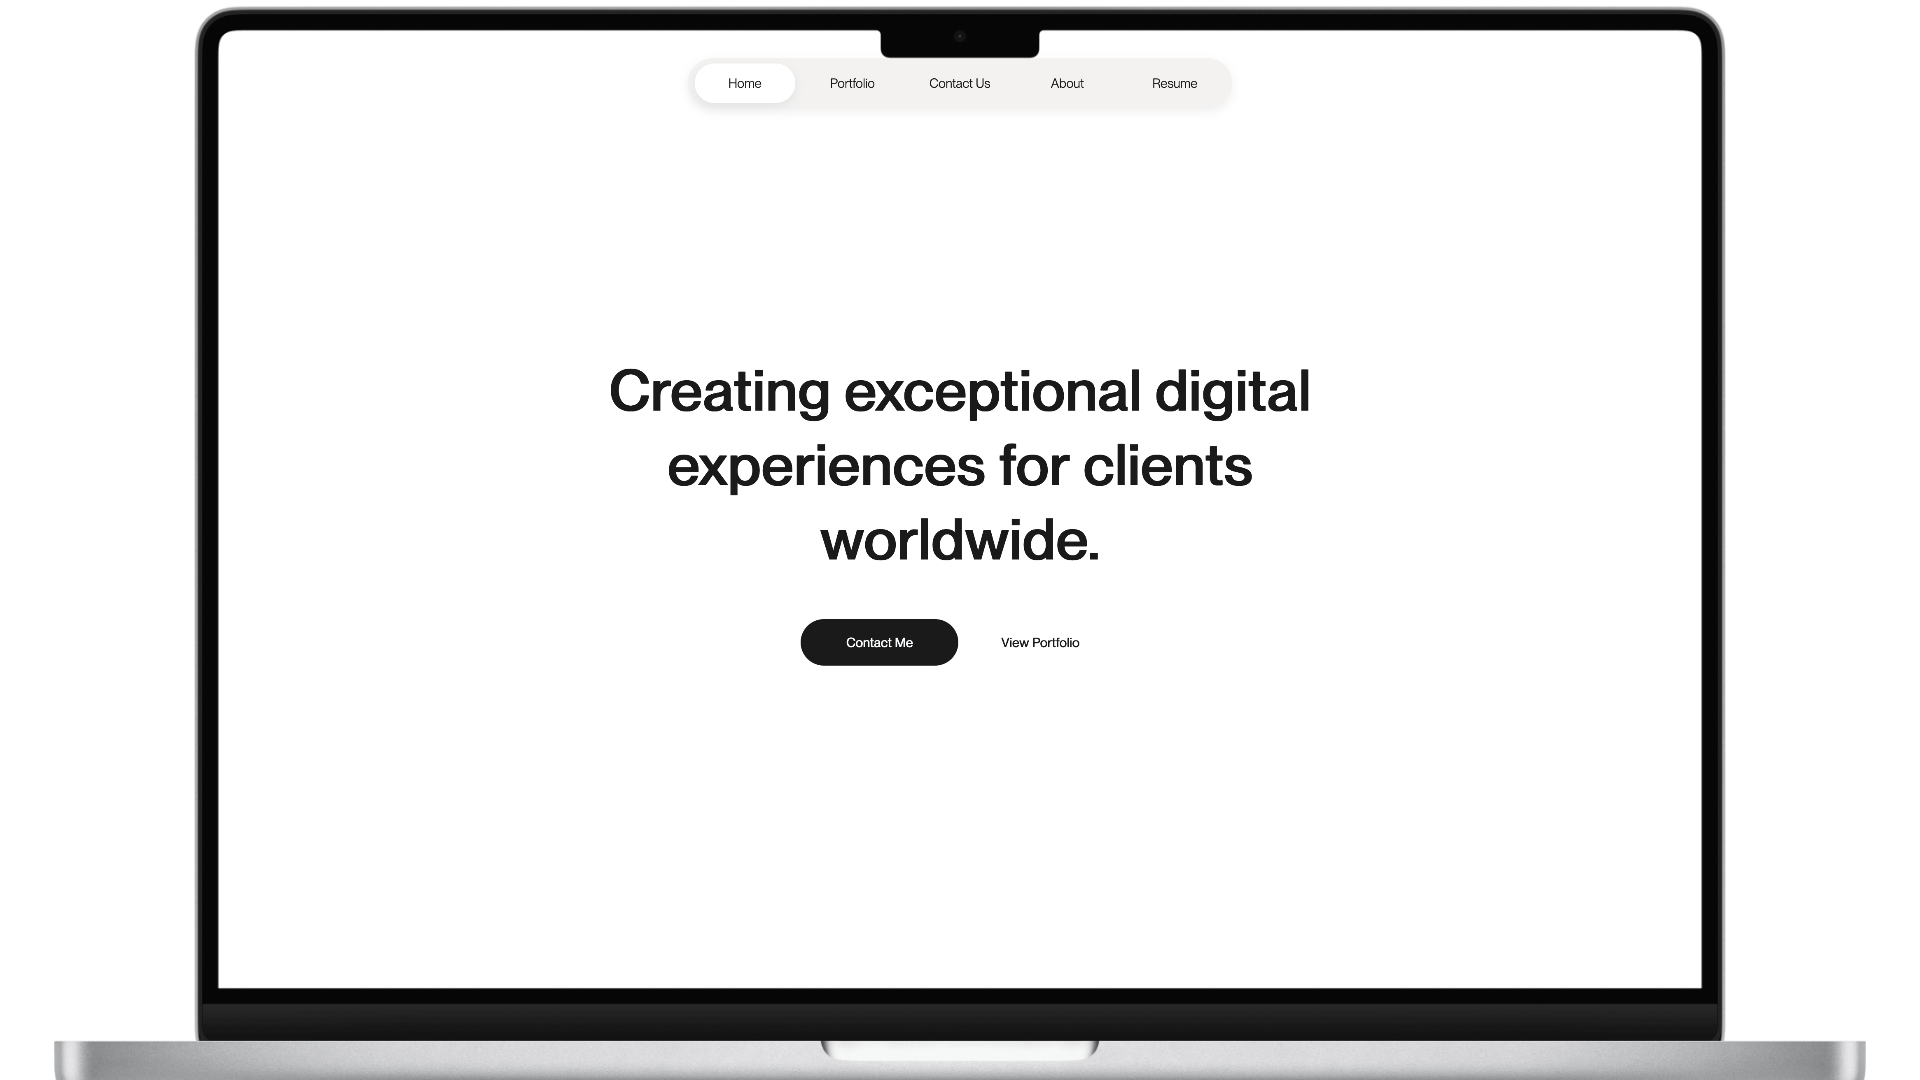 Home Portfolio Contact Us About Resume
Creating exceptional digital
experiences for clients
worldwide.
Contact Me View Portfolio